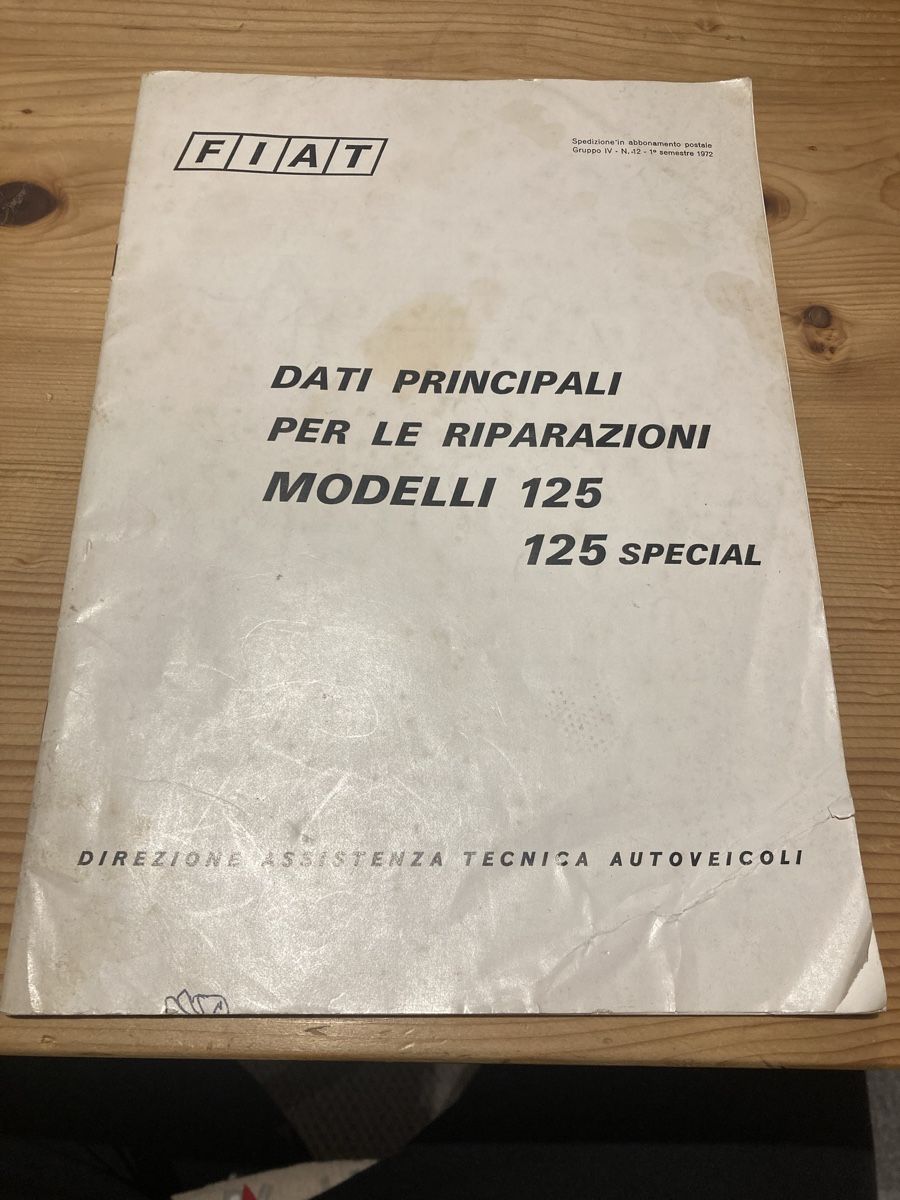 FIAT
Spedizione in abbonamento postale
Gruppo IV - N. 12 - 1º semestre 1972
DATI PRINCIPALI
PER LE RIPARAZIONI
MODELLI 125
125 SPECIAL
DIREZIONE ASSISTENZA TECNICA AUTOVEICOLI